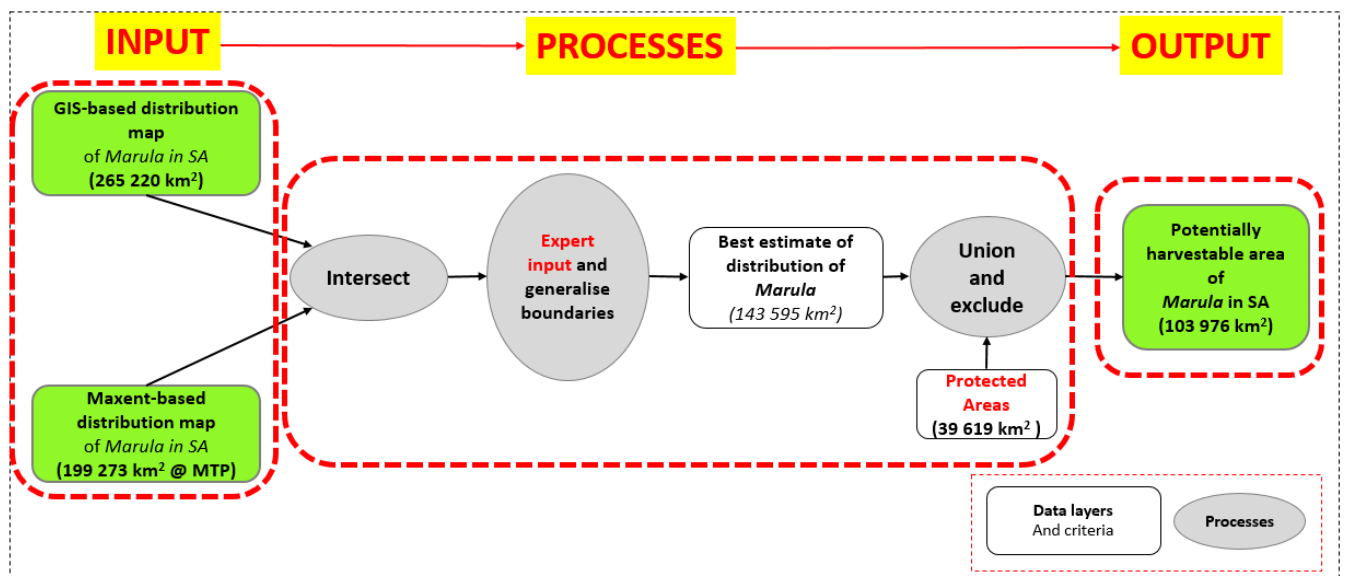 INPUT
PROCESSES
OUTPUT
GIS-based distribution
map
of Marula in SA
(265 220 km²)
Maxent-based
distribution map
of Marula in SA
(199 273 km² @ MTP)
Intersect
Expert
input and
generalise
boundaries
Best estimate of
distribution of
Marula
(143 595 km²)
Union
and
exclude
Protected
Areas
(39 619 km² )
Potentially
harvestable area
of
Marula in SA
(103 976 km²)
Data layers
And criteria
Processes